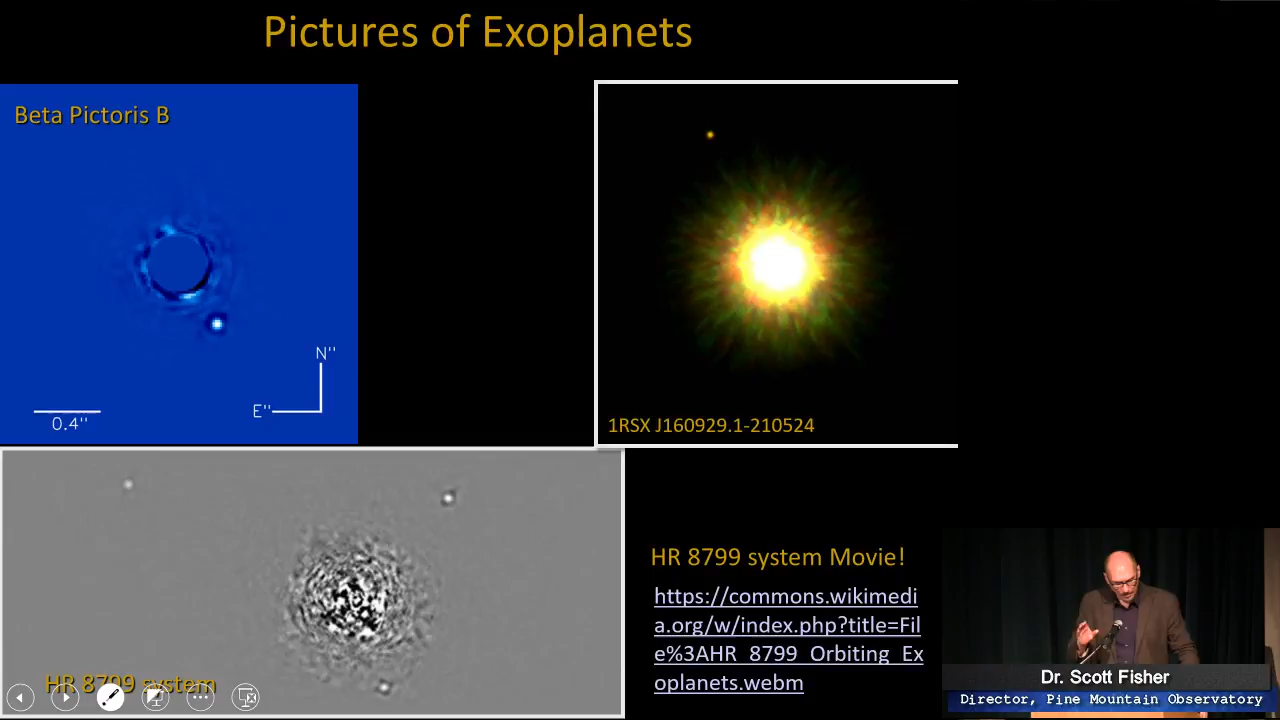 Pictures of Exoplanets
Beta Pictoris B
N''
E''
0.4''
1RSX J160929.1-210524
HR 8799 system
HR 8799 system Movie!
https://commons.wikimedi
a.org/w/index.php?title=Fil
e%3AHR_8799_Orbiting_Ex
oplanets.webm
Dr. Scott Fisher
Director, Pine Mountain Observatory